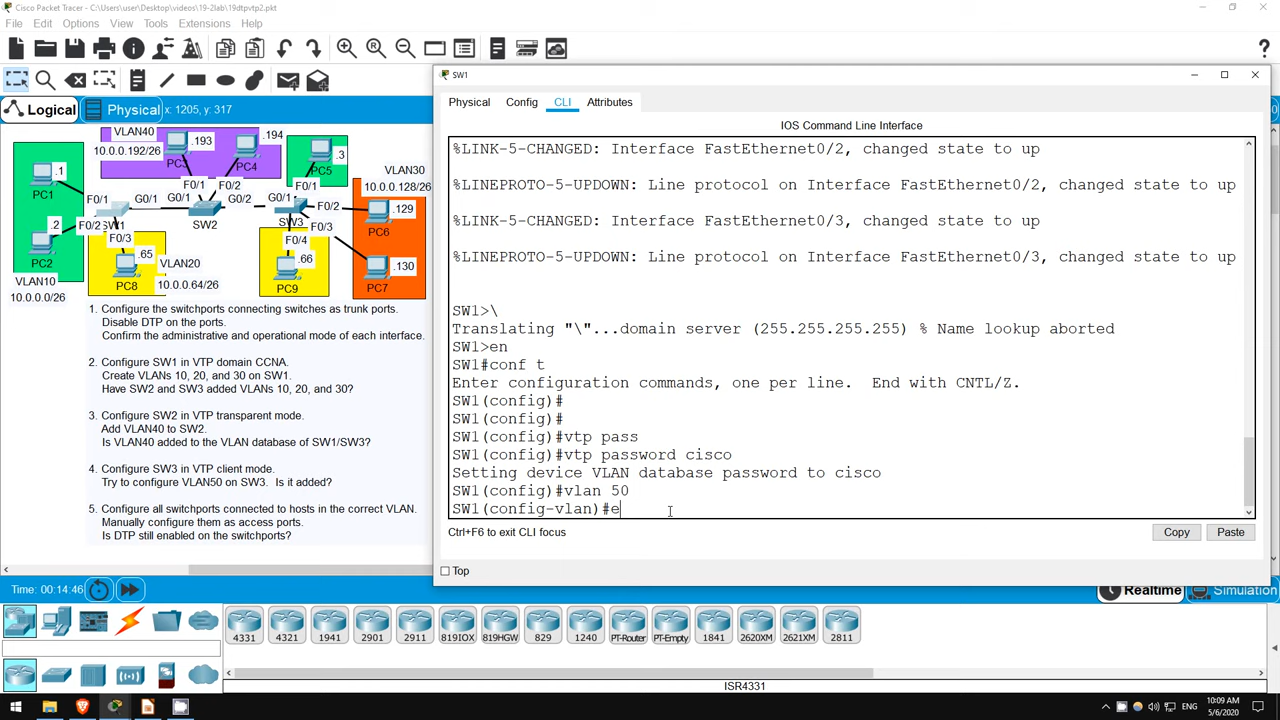 Cisco Packet Tracer - C:\Users\user\Desktop\videos\19-2lab\19dtpvtp2.pkt
File Edit Options View Tools Extensions Help
Logical Physical x: 1205, y: 317
VLAN40
10.0.0.192/26
.193
.194
PC3
PC4
.3
PC5
.1
PC1
VLAN30
10.0.0.128/26
F0/1
F0/2
F0/1
F0/1
G0/1
G0/1
G0/2
G0/1
F0/2
.129
PC6
.2
PC2
F0/2
SW1
SW2
SW3
F0/3
F0/3
F0/4
.65
PC8
VLAN20
10.0.0.64/26
.66
PC9
.130
PC7
VLAN10
10.0.0.0/26
1. Configure the switchports connecting switches as trunk ports.
Disable DTP on the ports.
Confirm the administrative and operational mode of each interface.
2. Configure SW1 in VTP domain CCNA.
Create VLANs 10, 20, and 30 on SW1.
Have SW2 and SW3 added VLANs 10, 20, and 30?
3. Configure SW2 in VTP transparent mode.
Add VLAN40 to SW2.
Is VLAN40 added to the VLAN database of SW1/SW3?
4. Configure SW3 in VTP client mode.
Try to configure VLAN50 on SW3. Is it added?
5. Configure all switchports connected to hosts in the correct VLAN.
Manually configure them as access ports.
Is DTP still enabled on the switchports?
SW1
Physical Config CLI Attributes
IOS Command Line Interface
%LINK-5-CHANGED: Interface FastEthernet0/2, changed state to up
%LINEPROTO-5-UPDOWN: Line protocol on Interface FastEthernet0/2, changed state to up
%LINK-5-CHANGED: Interface FastEthernet0/3, changed state to up
%LINEPROTO-5-UPDOWN: Line protocol on Interface FastEthernet0/3, changed state to up
SW1>\
Translating "\"...domain server (255.255.255.255) % Name lookup aborted
SW1>en
SW1#conf t
Enter configuration commands, one per line. End with CNTL/Z.
SW1(config)#
SW1(config)#
SW1(config)#vtp pass
SW1(config)#vtp password cisco
Setting device VLAN database password to cisco
SW1(config)#vlan 50
SW1(config-vlan)#e
Ctrl+F6 to exit CLI focus
Copy Paste
Top
Time: 00:14:46
Realtime Simulation
4331 4321 1941 2901 2911 819IOX 819HGW 829 1240 PT-Router PT-Empty 1841 2620XM 2621XM 2811
ISR4331
10:09 AM
5/6/2020